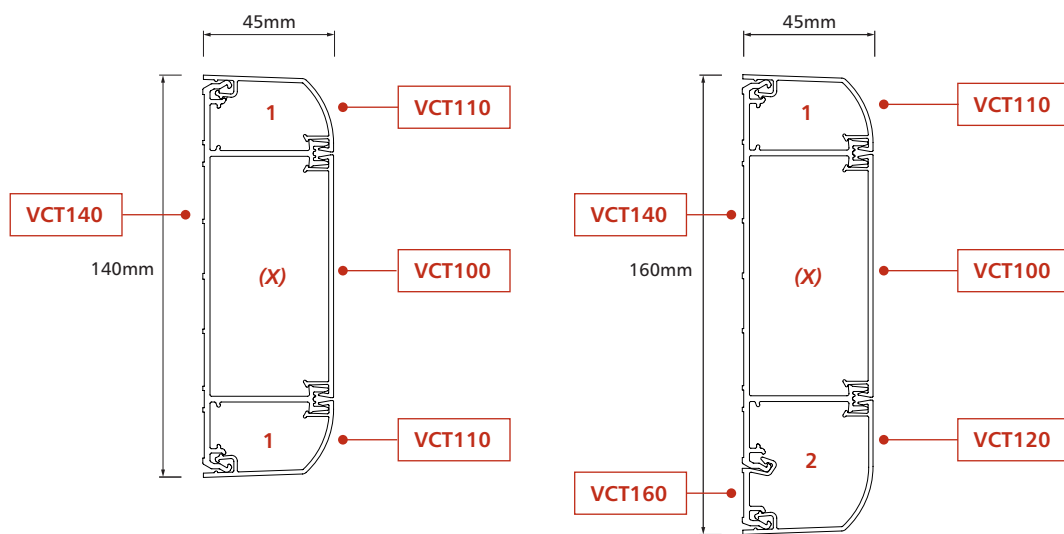 45mm
1
VCT110
VCT140
140mm
(X)
VCT100
1
VCT110
45mm
1
VCT110
VCT140
160mm
(X)
VCT100
2
VCT120
VCT160